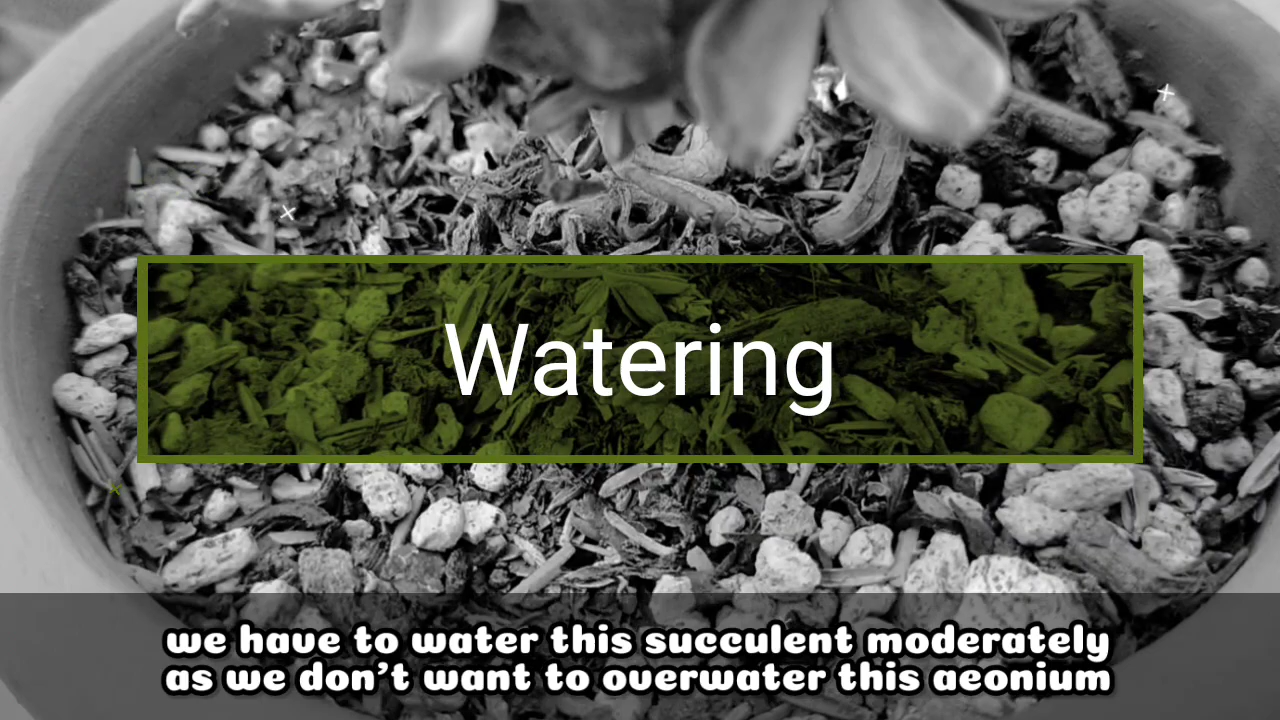 Watering
we have to water this succulent moderately
as we don't want to overwater this aeonium